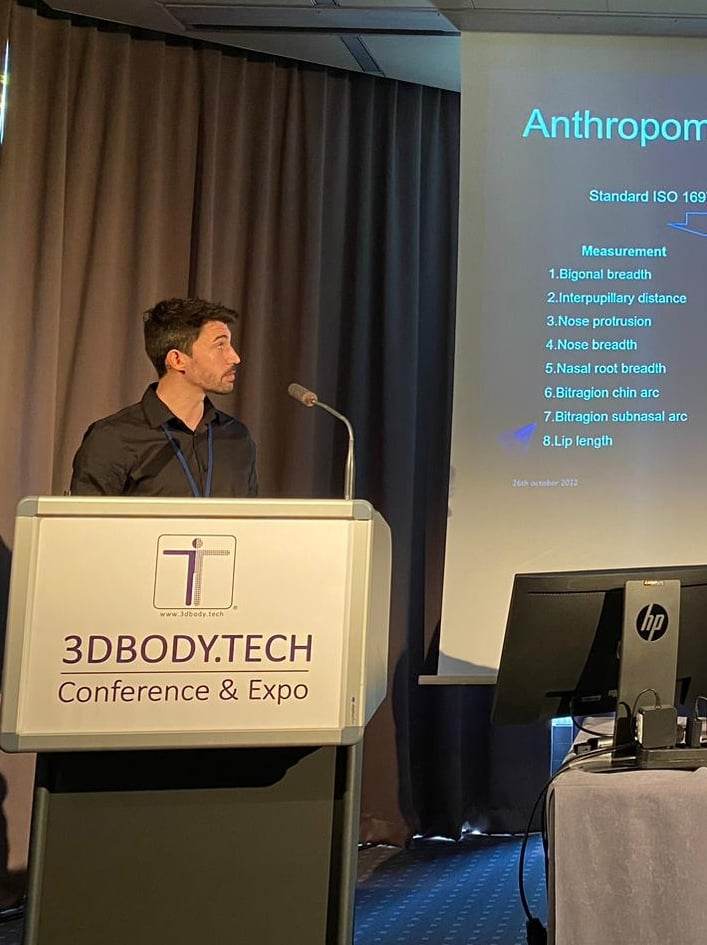 Anthropom
Standard ISO 169
Measurement
1.Bigonal breadth
2.Interpupillary distance
3.Nose protrusion
4.Nose breadth
5.Nasal root breadth
6.Bitragion chin arc
7.Bitragion subnasal arc
8.Lip length
26th october 2022
www.3dbody.tech
3DBODY.TECH
Conference & Expo
hp